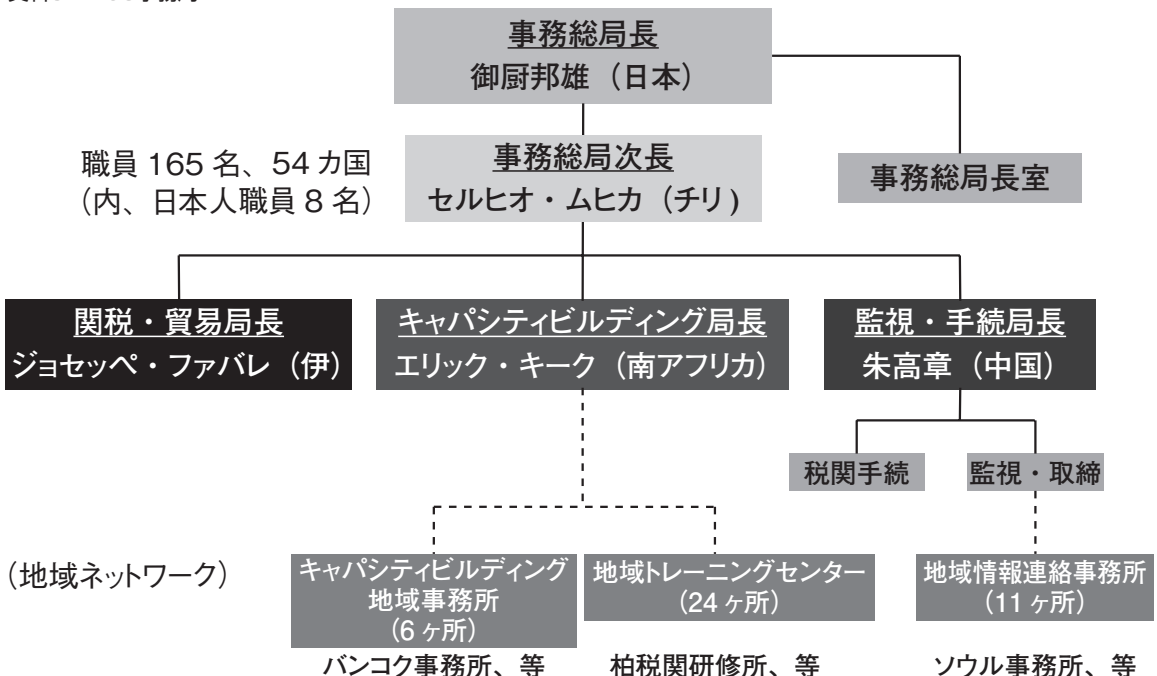 事務総局長
御厨邦雄（日本）
職員 165 名、54 カ国
（内、日本人職員 8 名）
事務総局次長
セルヒオ・ムヒカ（チリ）
事務総局長室
関税・貿易局長
ジョセッペ・ファバレ（伊）
キャパシティビルディング局長
エリック・キーク（南アフリカ）
監視・手続局長
朱高章（中国）
税関手続
監視・取締
（地域ネットワーク）
キャパシティビルディング
地域事務所
（6 ヶ所）
バンコク事務所、等
地域トレーニングセンター
（24 ヶ所）
柏税関研修所、等
地域情報連絡事務所
（11 ヶ所）
ソウル事務所、等